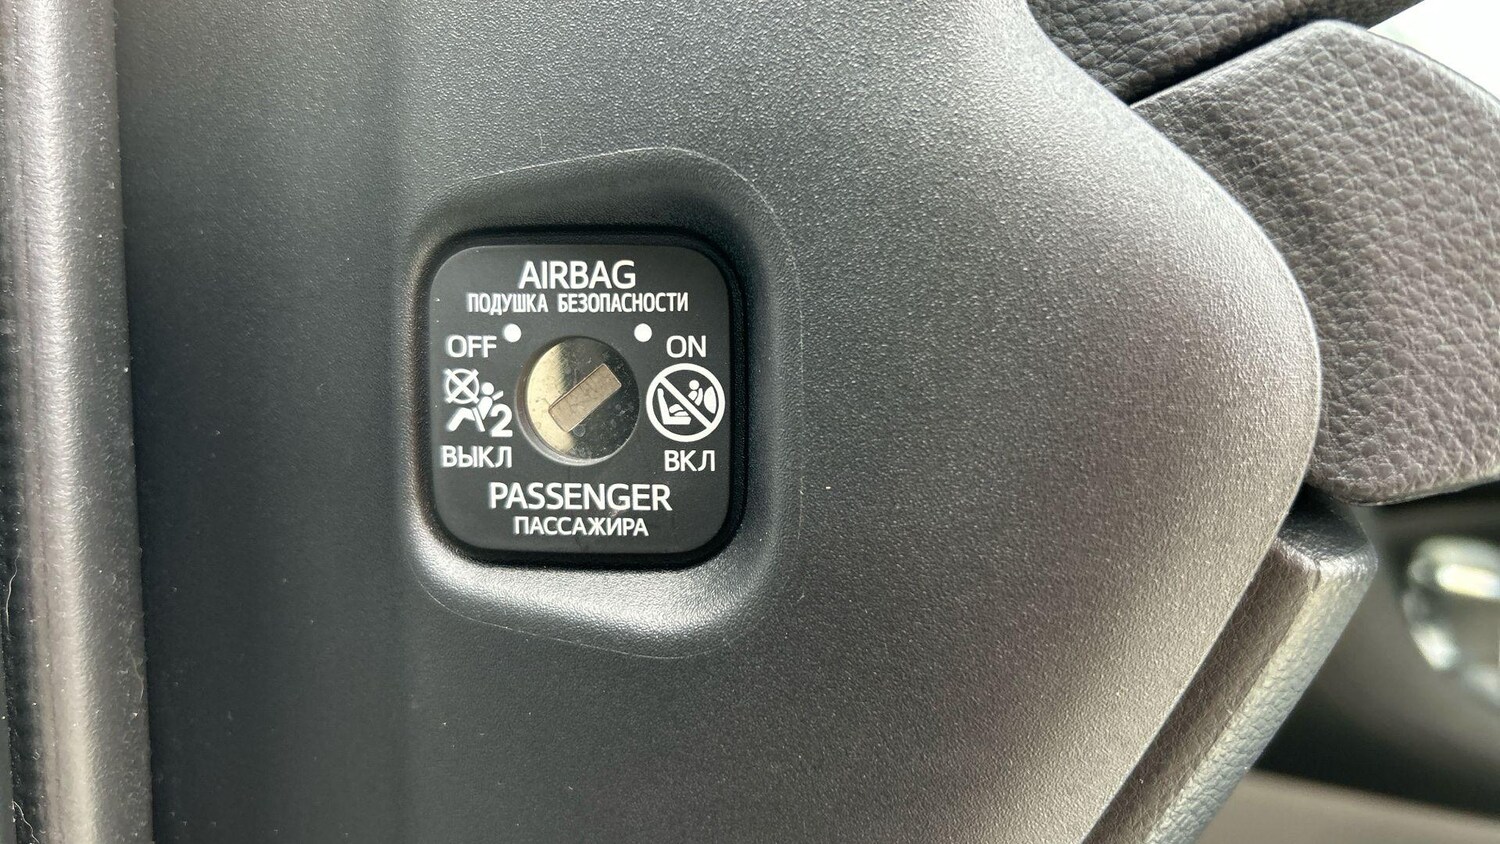 AIRBAG
ПОДУШКА БЕЗОПАСНОСТИ
OFF ON
2
ВЫКЛ ВКЛ
PASSENGER
ПАССАЖИРА